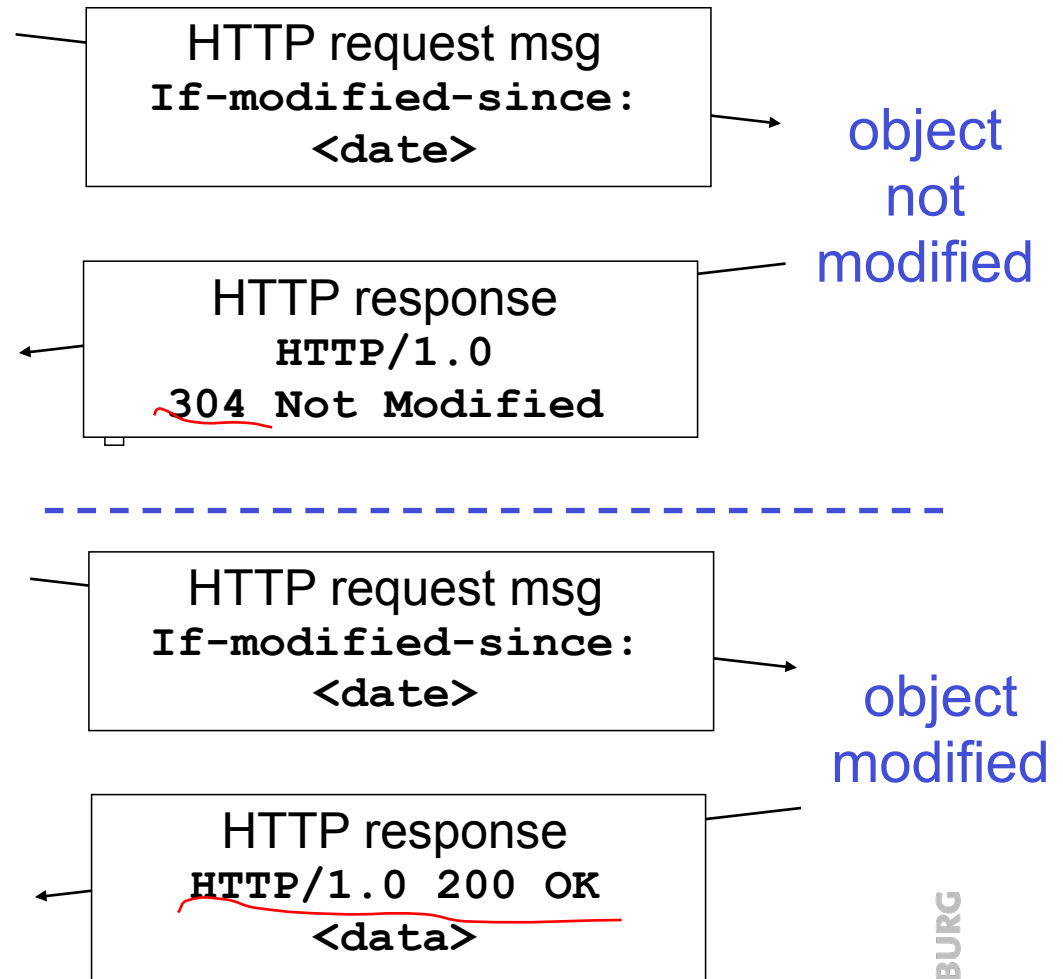 HTTP request msg
If-modified-since:
<date>
object
not
modified
HTTP response
HTTP/1.0
304 Not Modified
HTTP request msg
If-modified-since:
<date>
object
modified
HTTP response
HTTP/1.0 200 OK
<data>
BURG